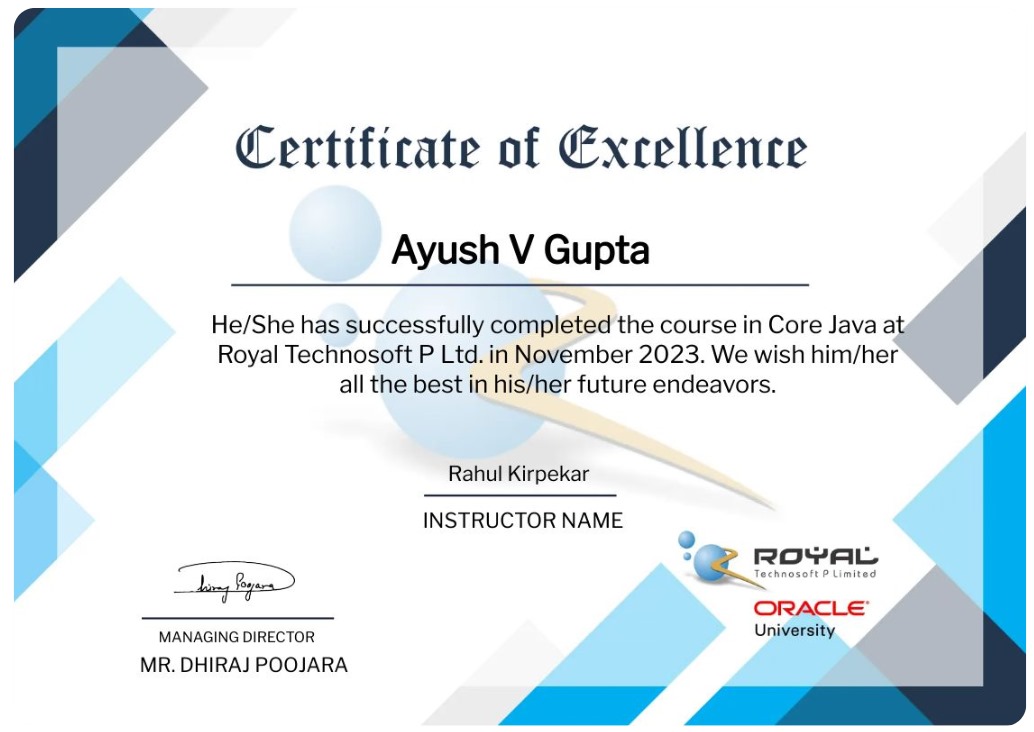 Certificate of Excellence
Ayush V Gupta
He/She has successfully completed the course in Core Java at
Royal Technosoft P Ltd. in November 2023. We wish him/her
all the best in his/her future endeavors.
Rahul Kirpekar
INSTRUCTOR NAME
Dhiraj Poojara
MANAGING DIRECTOR
MR. DHIRAJ POOJARA
ROYAL
Technosoft P Limited
ORACLE
University